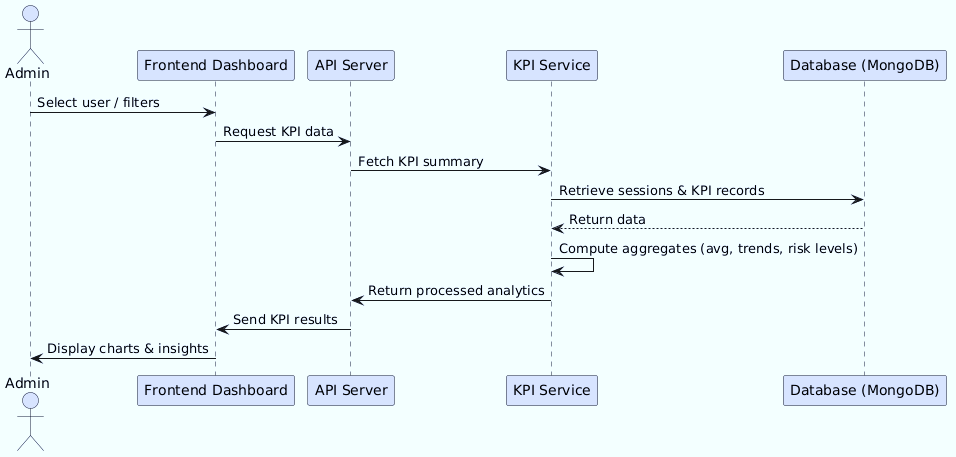 Admin
Frontend Dashboard
API Server
KPI Service
Database (MongoDB)
Select user / filters
Request KPI data
Fetch KPI summary
Retrieve sessions & KPI records
Return data
Compute aggregates (avg, trends, risk levels)
Return processed analytics
Send KPI results
Display charts & insights
Admin
Frontend Dashboard
API Server
KPI Service
Database (MongoDB)